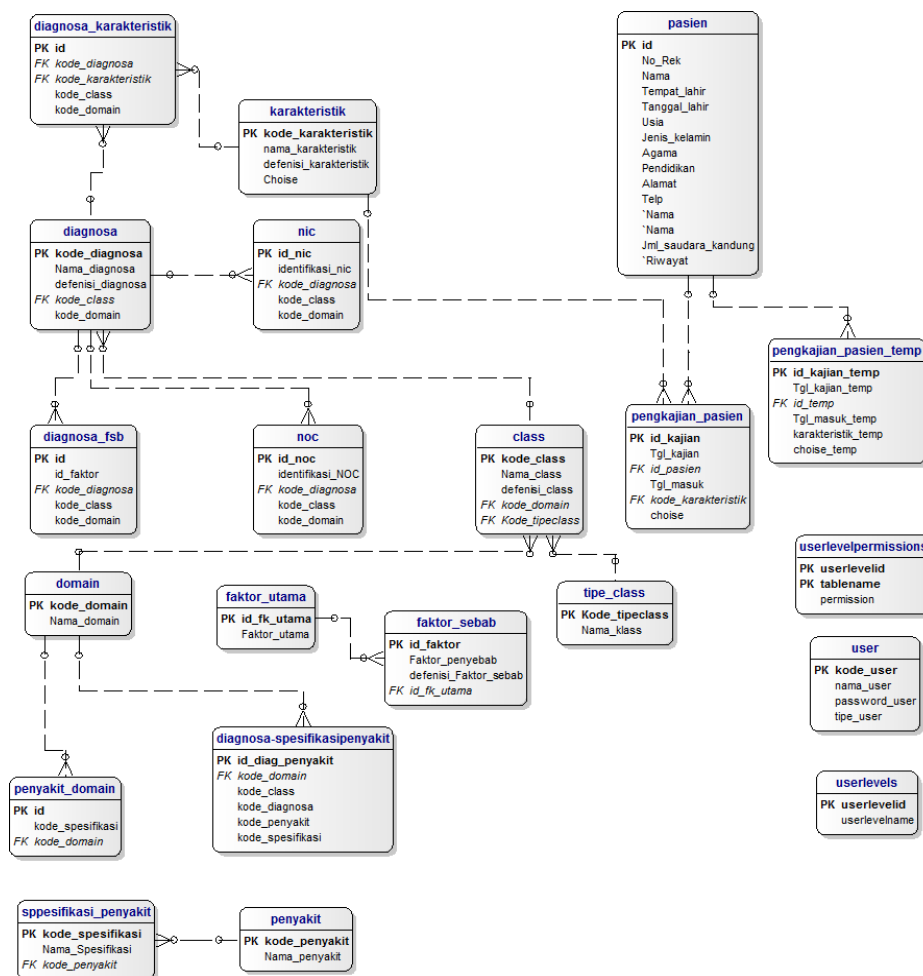 diagnosa_karakteristik
PK id
FK kode_diagnosa
FK kode_karakteristik
kode_class
kode_domain
karakteristik
PK kode_karakteristik
nama_karakteristik
defenisi_karakteristik
Choise
pasien
PK id
No_Rek
Nama
Tempat_lahir
Tanggal_lahir
Usia
Jenis_kelamin
Agama
Pendidikan
Alamat
Telp
`Nama
`Nama
Jml_saudara_kandung
`Riwayat
diagnosa
PK kode_diagnosa
Nama_diagnosa
defenisi_diagnosa
FK kode_class
kode_domain
nic
PK id_nic
identifikasi_nic
FK kode_diagnosa
kode_class
kode_domain
pengkajian_pasien_temp
PK id_kajian_temp
Tgl_kajian_temp
FK id_temp
Tgl_masuk_temp
karakteristik_temp
choise_temp
diagnosa_fsb
PK id
id_faktor
FK kode_diagnosa
kode_class
kode_domain
noc
PK id_noc
identifikasi_NOC
FK kode_diagnosa
kode_class
kode_domain
class
PK kode_class
Nama_class
defenisi_class
FK kode_domain
FK Kode_tipeclass
pengkajian_pasien
PK id_kajian
Tgl_kajian
FK id_pasien
Tgl_masuk
FK kode_karakteristik
choise
userlevelpermissions
PK userlevelid
PK tablename
permission
domain
PK kode_domain
Nama_domain
faktor_utama
PK id_fk_utama
Faktor_utama
faktor_sebab
PK id_faktor
Faktor_penyebab
defenisi_Faktor_sebab
FK id_fk_utama
tipe_class
PK Kode_tipeclass
Nama_klass
user
PK kode_user
nama_user
password_user
tipe_user
diagnosa-spesifikasipenyakit
PK id_diag_penyakit
FK kode_domain
kode_class
kode_diagnosa
kode_penyakit
kode_spesifikasi
penyakit_domain
PK id
kode_spesifikasi
FK kode_domain
userlevels
PK userlevelid
userlevelname
sppesifikasi_penyakit
PK kode_spesifikasi
Nama_Spesifikasi
FK kode_penyakit
penyakit
PK kode_penyakit
Nama_penyakit